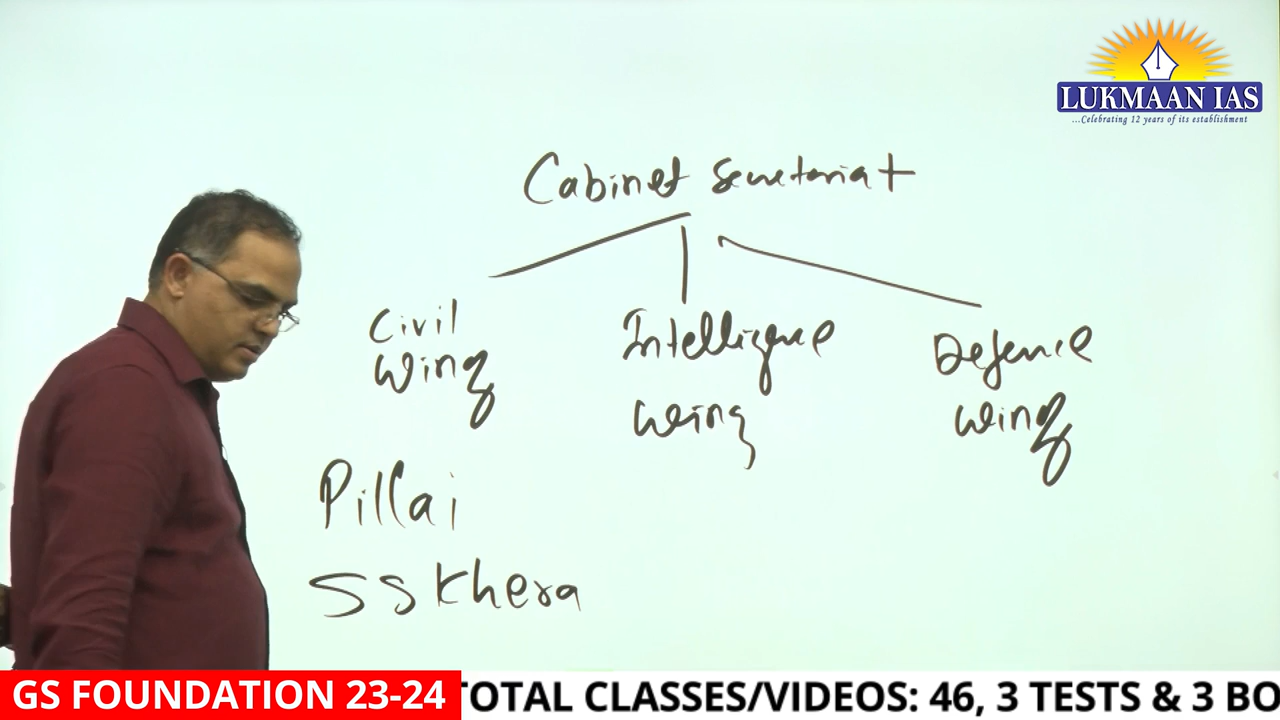 LUKMAAN IAS
...Celebrating 12 years of its establishment
Cabinet Secretariat
Civil
Wing
Intelligence
Wing
Defence
Wing
Pillai
S S Khera
GS FOUNDATION 23-24
TOTAL CLASSES/VIDEOS: 46, 3 TESTS & 3 BO